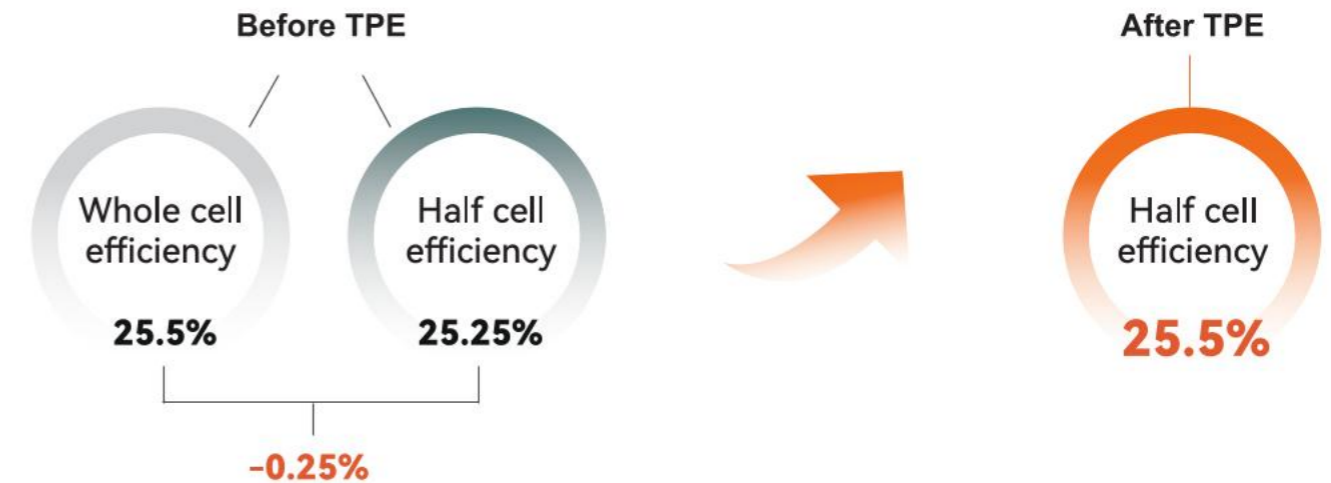 Before TPE
After TPE
Whole cell
efficiency
25.5%
Half cell
efficiency
25.25%
-0.25%
Half cell
efficiency
25.5%